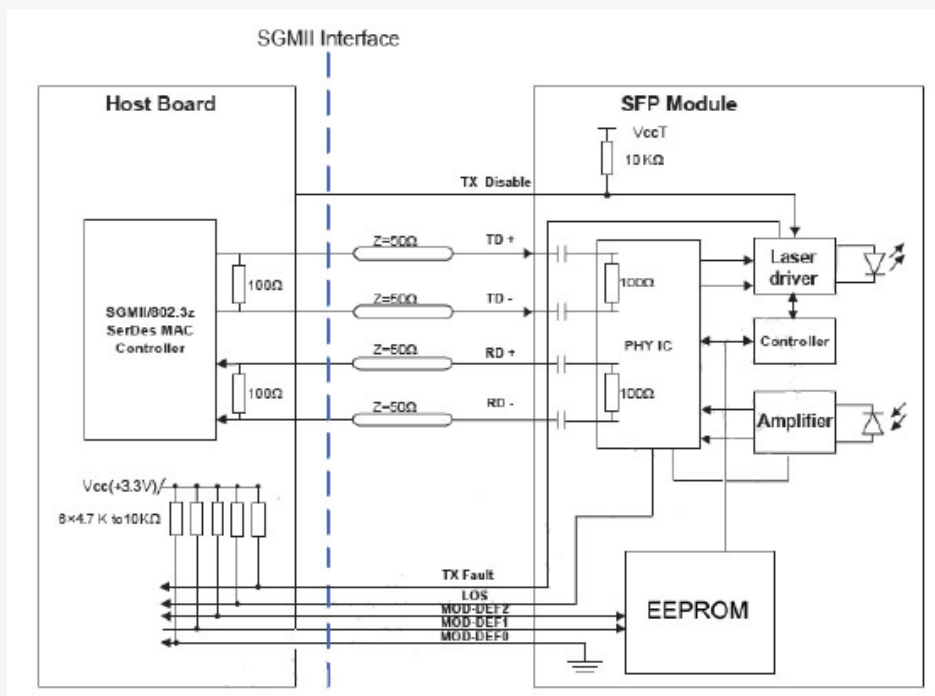 SGMII Interface
Host Board
SFP Module
VccT
10 KΩ
TX Disable
Z=50Ω
TD +
Laser
driver
100Ω
100Ω
SGMII/802.3z
SerDes MAC
Controller
Z=50Ω
TD -
PHY IC
Controller
Z=50Ω
RD +
100Ω
100Ω
Z=50Ω
RD -
Amplifier
Vcc(+3.3V)
6×4.7 K to10KΩ
TX Fault
LOS
MOD-DEF2
MOD-DEF1
MOD-DEF0
EEPROM